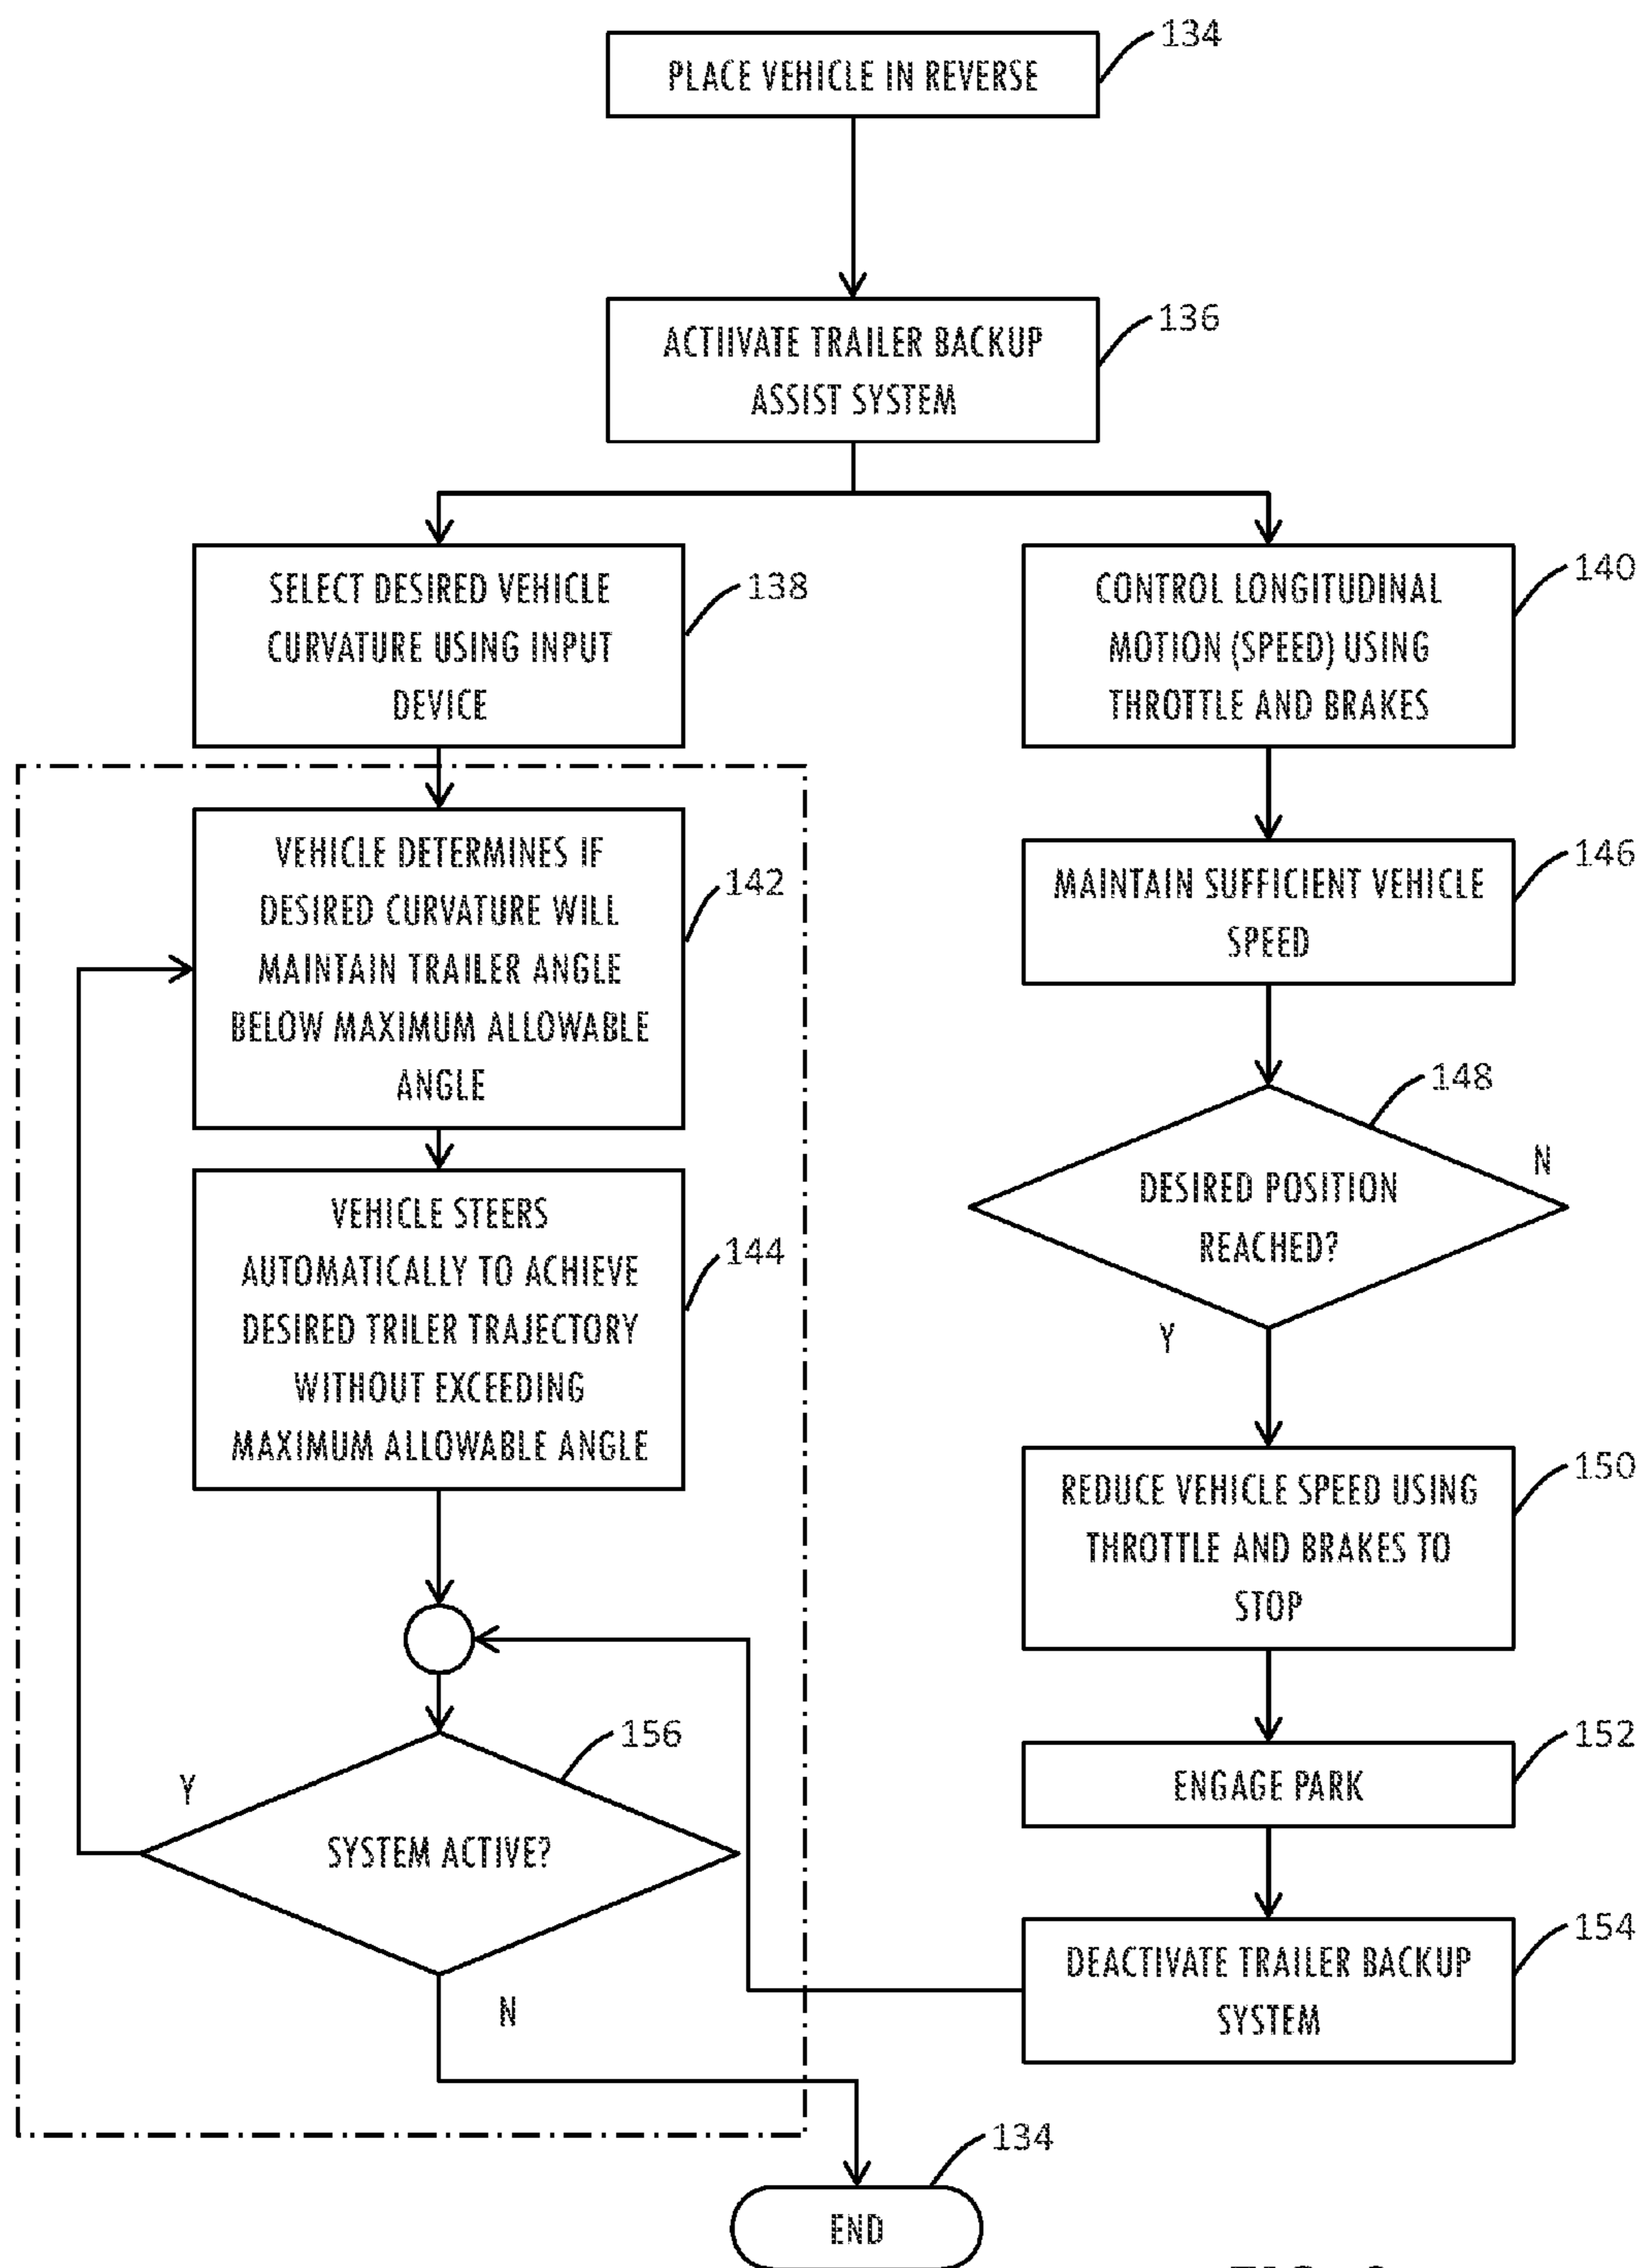 134
PLACE VEHICLE IN REVERSE
136
ACTIIVATE TRAILER BACKUP
ASSIST SYSTEM
138
SELECT DESIRED VEHICLE
CURVATURE USING INPUT
DEVICE
142
VEHICLE DETERMINES IF
DESIRED CURVATURE WILL
MAINTAIN TRAILER ANGLE
BELOW MAXIMUM ALLOWABLE
ANGLE
144
VEHICLE STEERS
AUTOMATICALLY TO ACHIEVE
DESIRED TRILER TRAJECTORY
WITHOUT EXCEEDING
MAXIMUM ALLOWABLE ANGLE
156
Y
SYSTEM ACTIVE?
N
140
CONTROL LONGITUDINAL
MOTION (SPEED) USING
THROTTLE AND BRAKES
146
MAINTAIN SUFFICIENT VEHICLE
SPEED
148
N
DESIRED POSITION
REACHED?
Y
150
REDUCE VEHICLE SPEED USING
THROTTLE AND BRAKES TO
STOP
152
ENGAGE PARK
154
DEACTIVATE TRAILER BACKUP
SYSTEM
134
END